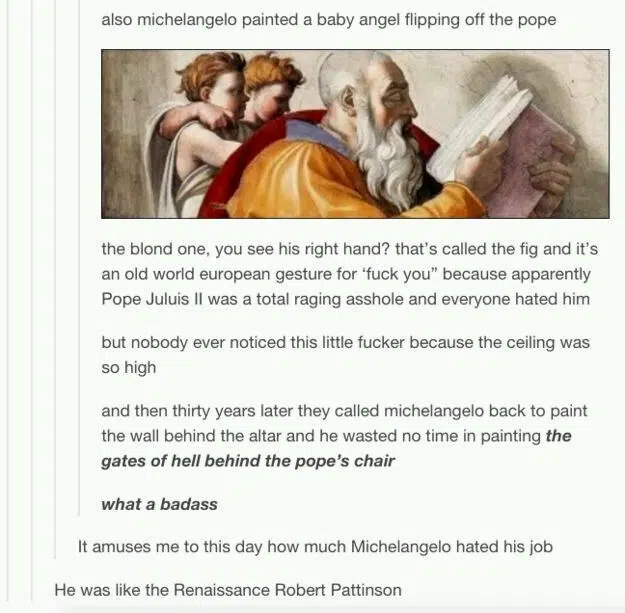 also michelangelo painted a baby angel flipping off the pope
the blond one, you see his right hand? that’s called the fig and it’s
an old world european gesture for ‘fuck you” because apparently
Pope Juluis II was a total raging asshole and everyone hated him
but nobody ever noticed this little fucker because the ceiling was
so high
and then thirty years later they called michelangelo back to paint
the wall behind the altar and he wasted no time in painting the
gates of hell behind the pope’s chair
what a badass
It amuses me to this day how much Michelangelo hated his job
He was like the Renaissance Robert Pattinson